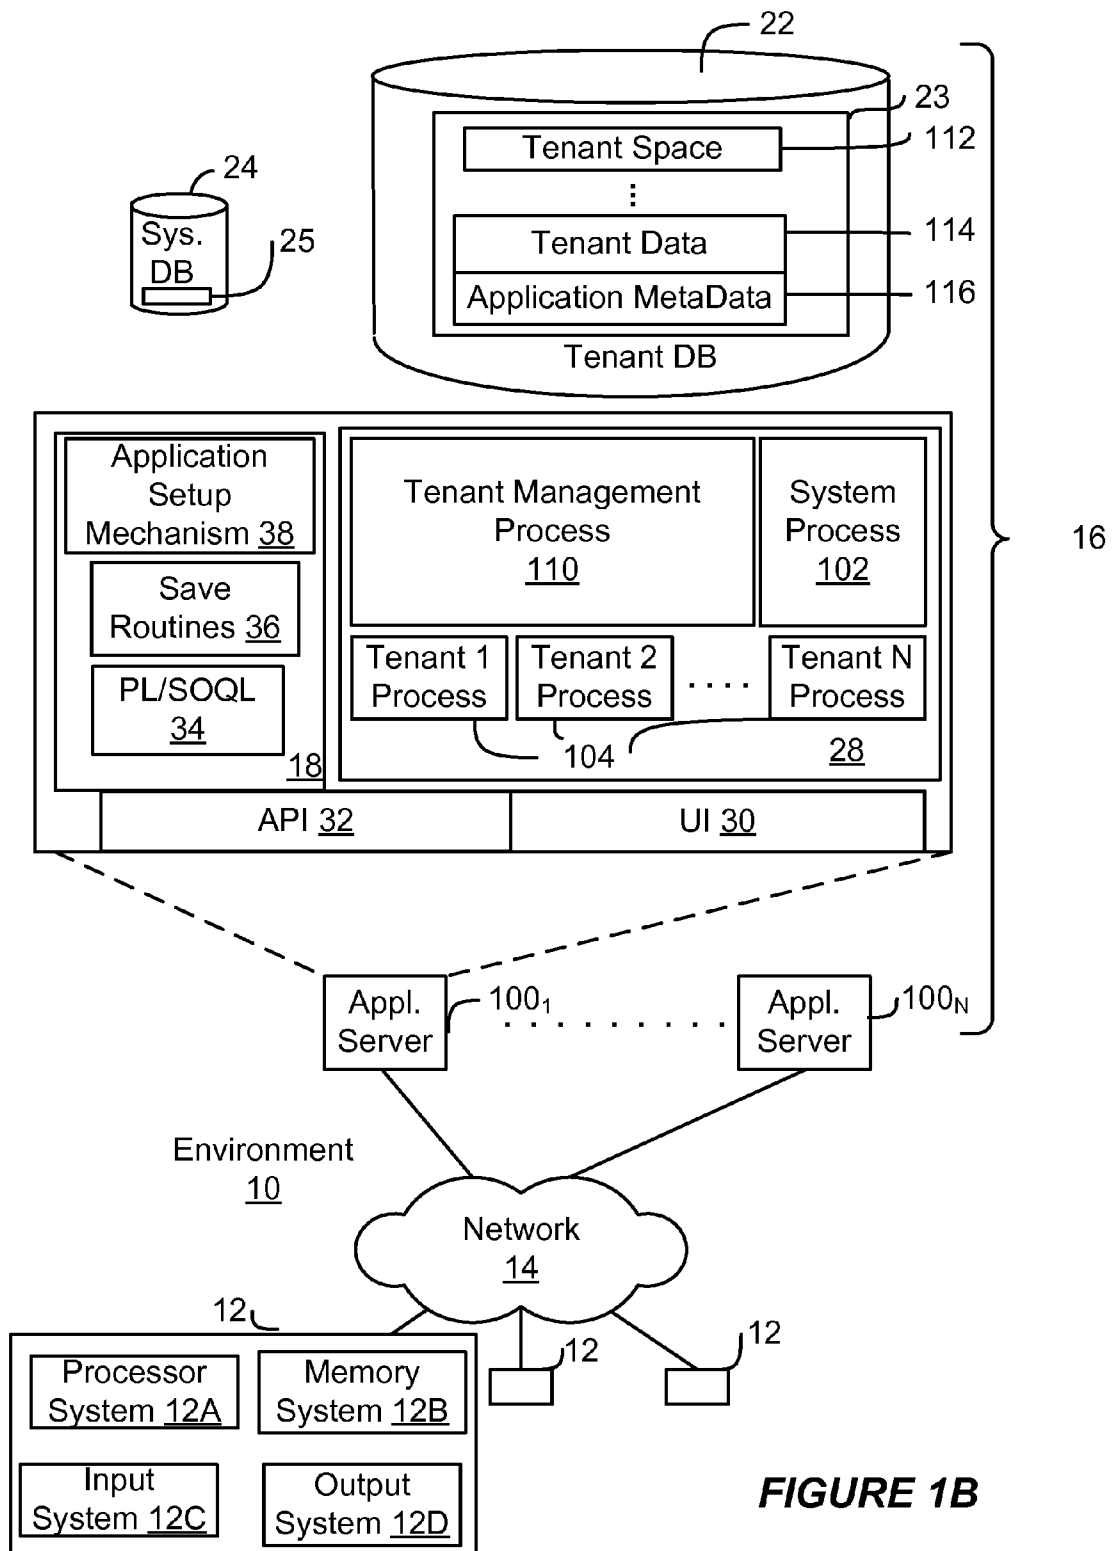 22
23
Tenant Space
112
24
Sys.
DB
25
Tenant Data
114
Application MetaData
116
Tenant DB
Application
Setup
Mechanism 38
Tenant Management
Process
110
System
Process
102
16
Save
Routines 36
Tenant 1
Process
Tenant 2
Process
. . . .
Tenant N
Process
PL/SOQL
34
104
28
18
API 32
UI 30
Appl.
Server
100₁
. . . . . . . . . .
Appl.
Server
100N
Environment
10
Network
14
12
12
12
Processor
System 12A
Memory
System 12B
Input
System 12C
Output
System 12D
FIGURE 1B